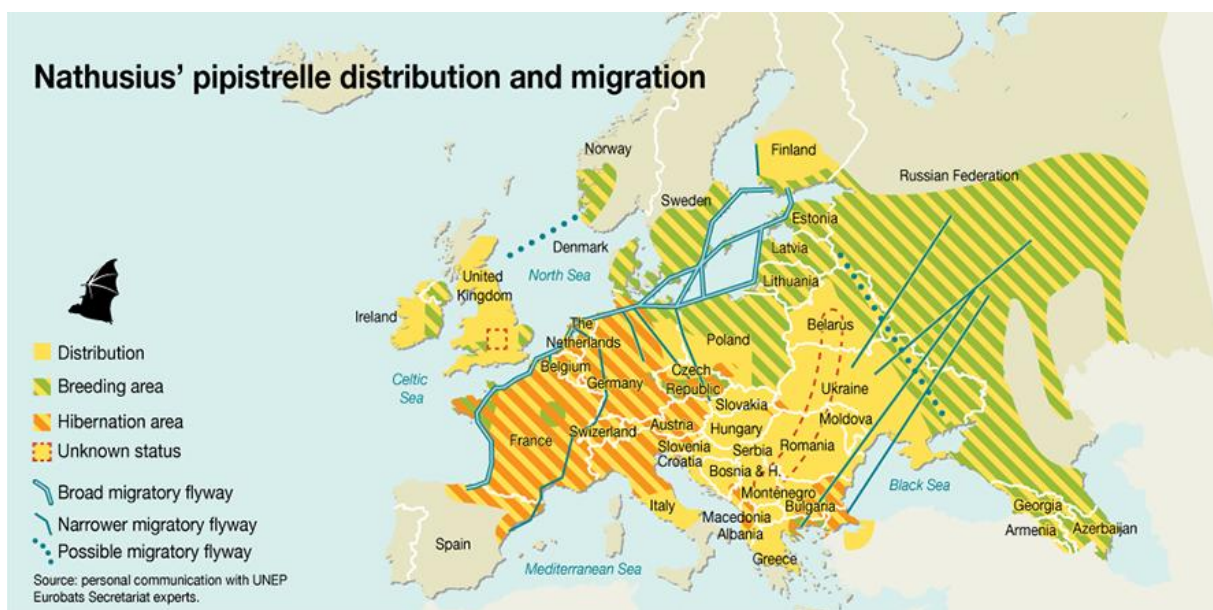 Nathusius' pipistrelle distribution and migration
Norway
Finland
Russian Federation
Sweden
Estonia
Denmark
Latvia
North Sea
United
Kingdom
Lithuania
Ireland
The
Netherlands
Belarus
Poland
Belgium
Celtic
Sea
Germany
Czech
Republic
Ukraine
Slovakia
Moldova
France
Swizerland
Austria
Hungary
Slovenia
Croatia
Serbia
Romania
Bosnia & H.
Black Sea
Montenegro
Bulgaria
Italy
Georgia
Macedonia
Albania
Armenia
Azerbaijan
Spain
Greece
Mediterranean Sea
Distribution
Breeding area
Hibernation area
Unknown status
Broad migratory flyway
Narrower migratory flyway
Possible migratory flyway
Source: personal communication with UNEP
Eurobats Secretariat experts.